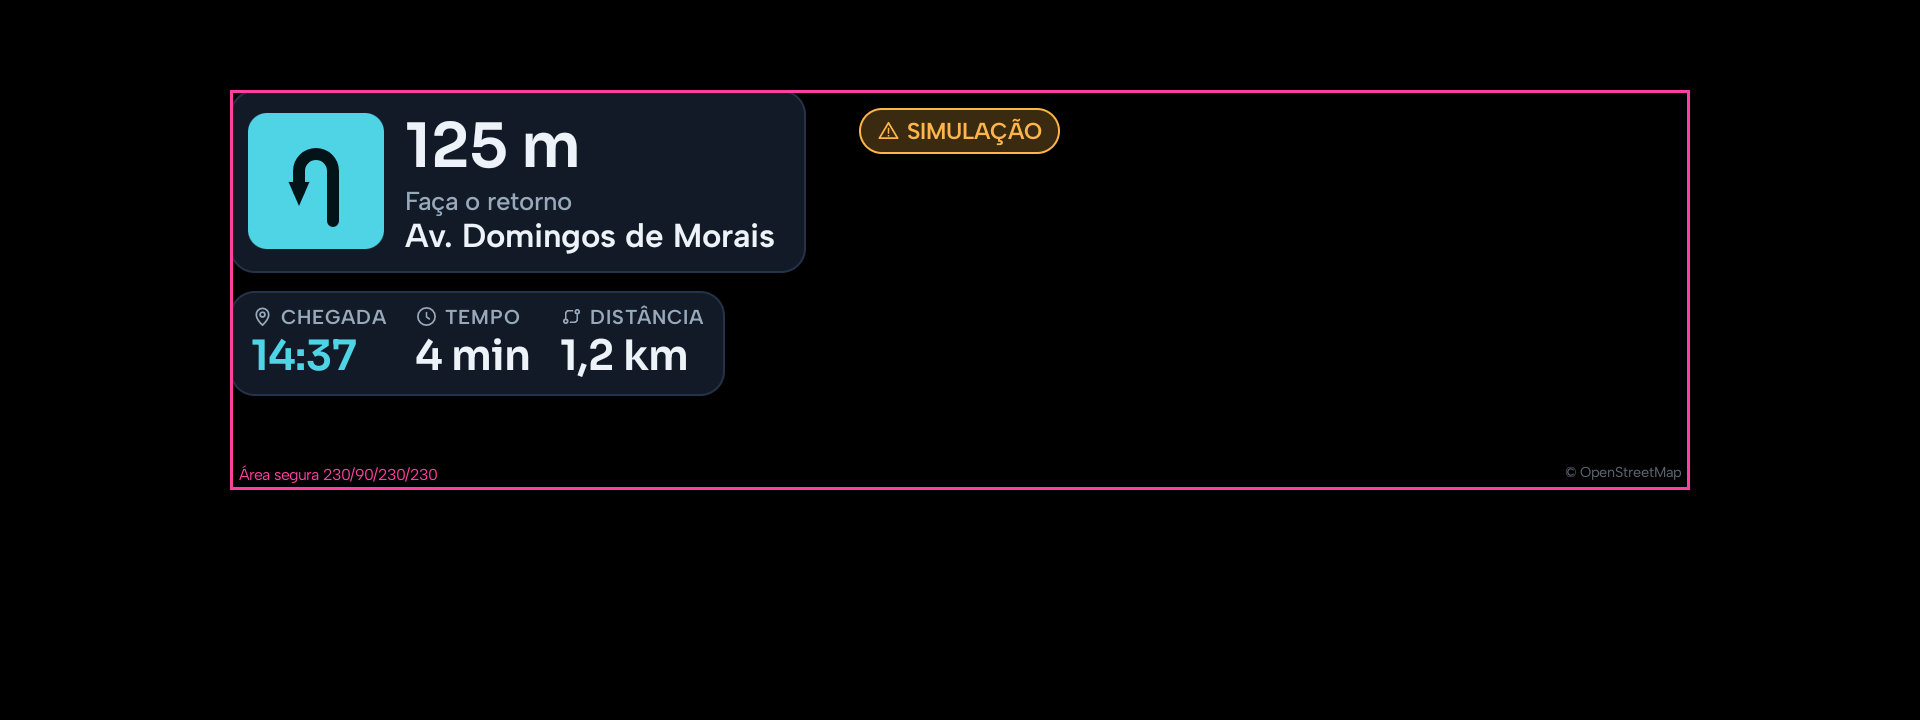 125 m
Faça o retorno
Av. Domingos de Morais
SIMULAÇÃO
CHEGADA TEMPO DISTÂNCIA
14:37 4 min 1,2 km
Área segura 230/90/230/230
© OpenStreetMap